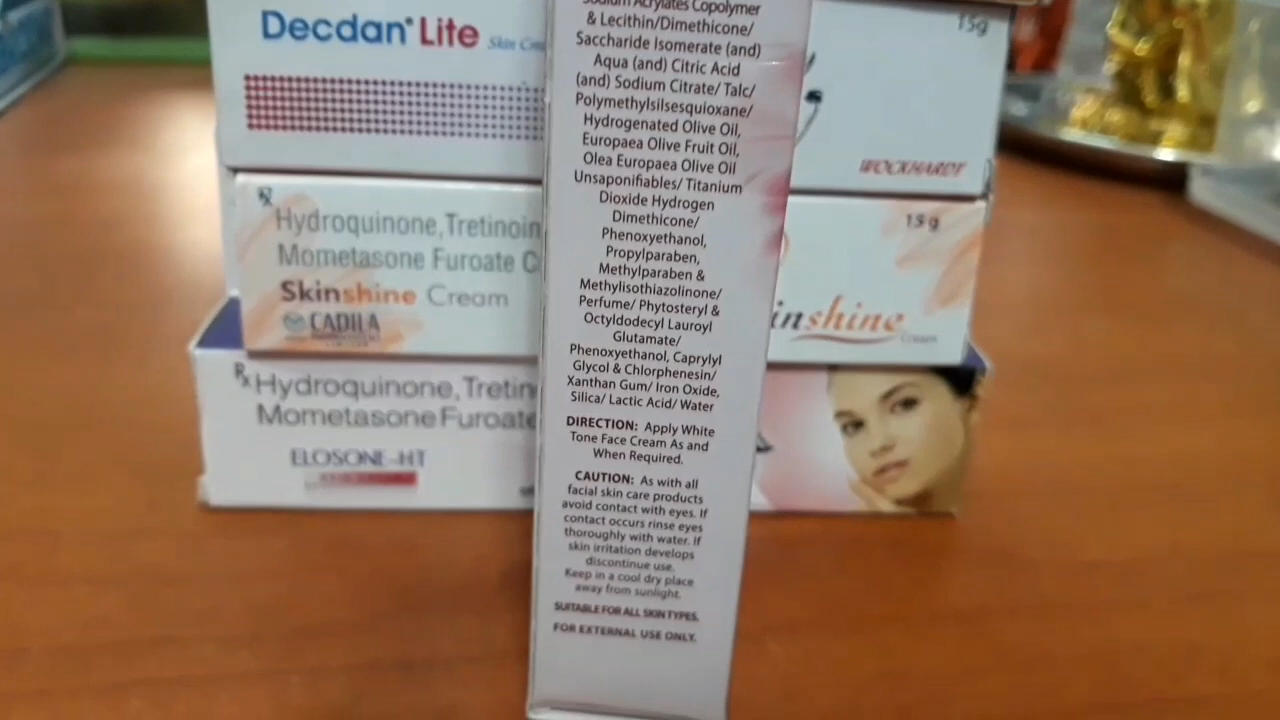 Decdan® Lite Skin
15g
WOCKHARDT
Rx
Hydroquinone, Tretinoin
Mometasone Furoate C
Skinshine Cream
CADILA
15 g
inshine
Cream
Rx Hydroquinone, Tretin
Mometasone Furoate
ELOSONE-HT
Sodium Acrylates Copolymer
& Lecithin/Dimethicone/
Saccharide Isomerate (and)
Aqua (and) Citric Acid
(and) Sodium Citrate/ Talc/
Polymethylsilsesquioxane/
Hydrogenated Olive Oil,
Europaea Olive Fruit Oil,
Olea Europaea Olive Oil
Unsaponifiables/ Titanium
Dioxide Hydrogen
Dimethicone/
Phenoxyethanol,
Propylparaben,
Methylparaben &
Methylisothiazolinone/
Perfume/ Phytosteryl &
Octyldodecyl Lauroyl
Glutamate/
Phenoxyethanol, Caprylyl
Glycol & Chlorphenesin/
Xanthan Gum/ Iron Oxide,
Silica/ Lactic Acid/ Water
DIRECTION: Apply White
Tone Face Cream As and
When Required.
CAUTION: As with all
facial skin care products
avoid contact with eyes. If
contact occurs rinse eyes
thoroughly with water. If
skin irritation develops
discontinue use.
Keep in a cool dry place
away from sunlight.
SUITABLE FOR ALL SKIN TYPES.
FOR EXTERNAL USE ONLY.